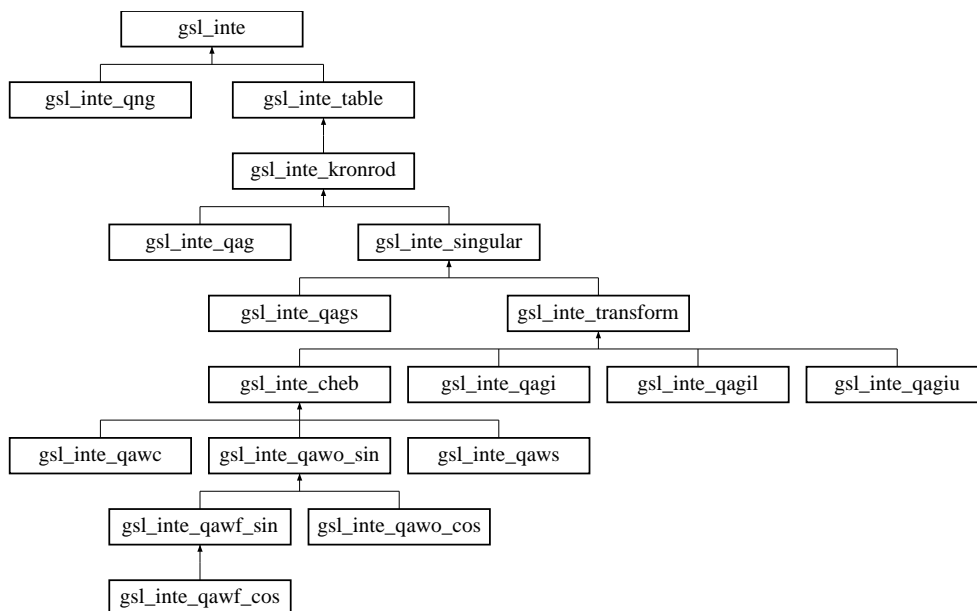 gsl_inte
gsl_inte_qng
gsl_inte_table
gsl_inte_kronrod
gsl_inte_qag
gsl_inte_singular
gsl_inte_qags
gsl_inte_transform
gsl_inte_cheb
gsl_inte_qagi
gsl_inte_qagil
gsl_inte_qagiu
gsl_inte_qawc
gsl_inte_qawo_sin
gsl_inte_qaws
gsl_inte_qawf_sin
gsl_inte_qawo_cos
gsl_inte_qawf_cos